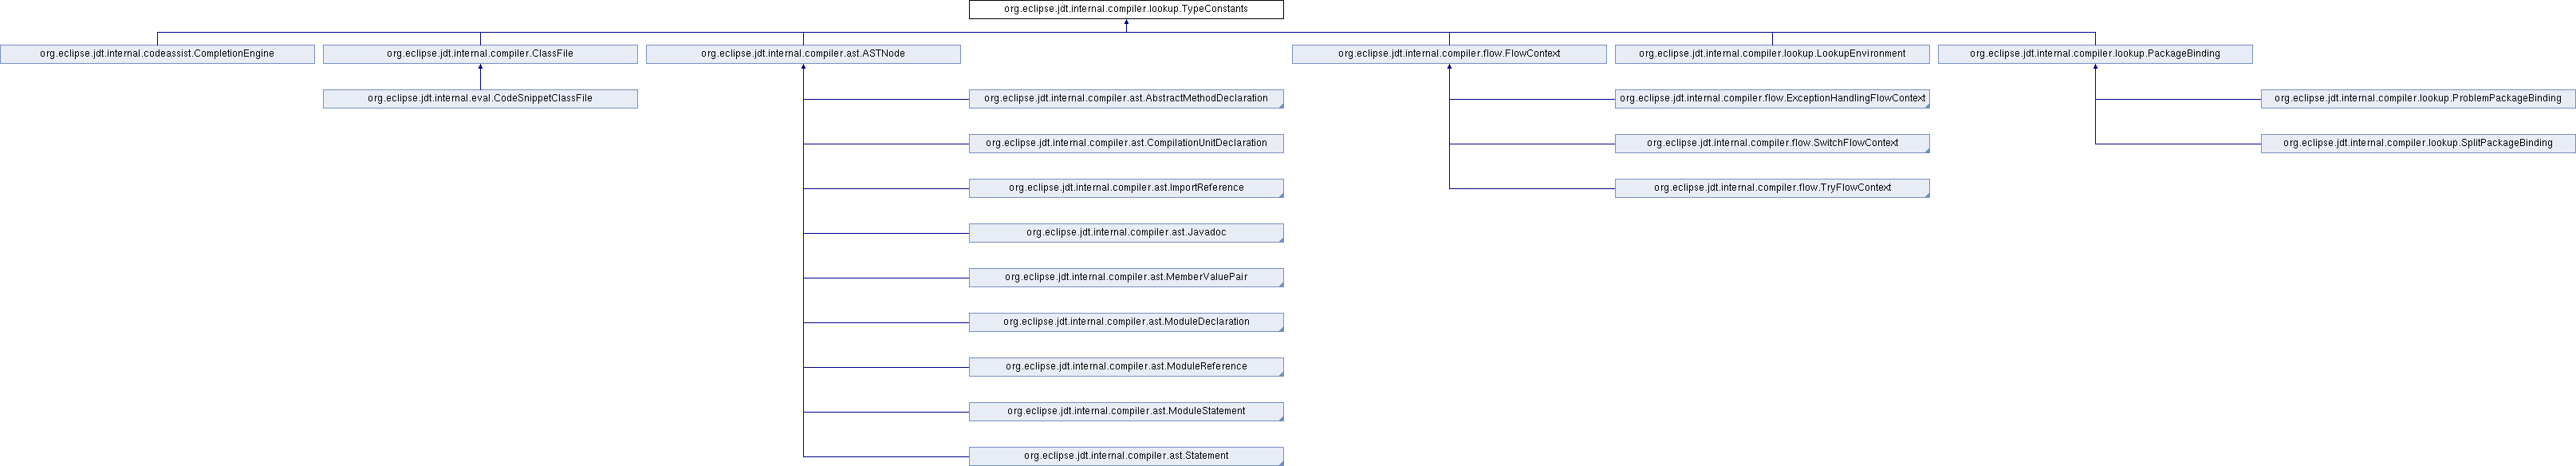 org.eclipse.jdt.internal.compiler.lookup.TypeConstants
org.eclipse.jdt.internal.codeassist.CompletionEngine
org.eclipse.jdt.internal.compiler.ClassFile
org.eclipse.jdt.internal.compiler.ast.ASTNode
org.eclipse.jdt.internal.compiler.flow.FlowContext
org.eclipse.jdt.internal.compiler.lookup.LookupEnvironment
org.eclipse.jdt.internal.compiler.lookup.PackageBinding
org.eclipse.jdt.internal.eval.CodeSnippetClassFile
org.eclipse.jdt.internal.compiler.ast.AbstractMethodDeclaration
org.eclipse.jdt.internal.compiler.flow.ExceptionHandlingFlowContext
org.eclipse.jdt.internal.compiler.lookup.ProblemPackageBinding
org.eclipse.jdt.internal.compiler.ast.CompilationUnitDeclaration
org.eclipse.jdt.internal.compiler.flow.SwitchFlowContext
org.eclipse.jdt.internal.compiler.lookup.SplitPackageBinding
org.eclipse.jdt.internal.compiler.ast.ImportReference
org.eclipse.jdt.internal.compiler.flow.TryFlowContext
org.eclipse.jdt.internal.compiler.ast.Javadoc
org.eclipse.jdt.internal.compiler.ast.MemberValuePair
org.eclipse.jdt.internal.compiler.ast.ModuleDeclaration
org.eclipse.jdt.internal.compiler.ast.ModuleReference
org.eclipse.jdt.internal.compiler.ast.ModuleStatement
org.eclipse.jdt.internal.compiler.ast.Statement